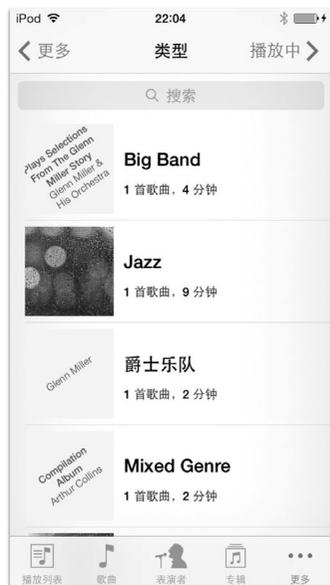 iPod 22:04
更多 类型 播放中
搜索
Plays Selections
From The Glenn
Miller Story
Glenn Miller &
His Orchestra
Big Band
1 首歌曲，4 分钟
Jazz
1 首歌曲，9 分钟
Glenn Miller
爵士乐队
1 首歌曲，2 分钟
Compilation
Album
Arthur Collins
Mixed Genre
1 首歌曲，2 分钟
播放列表 歌曲 表演者 专辑 更多